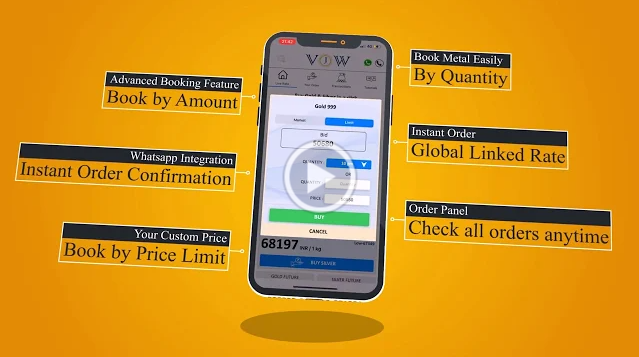 Advanced Booking Feature
Book by Amount
Whatsapp Integration
Instant Order Confirmation
Your Custom Price
Book by Price Limit
21:42
4G
VJW
Gold 999
Market
LIMIT
Bid
50680
QUANTITY
QUANTITY
PRICE
BUY
CANCEL
68197 INR / 1 kg
BUY SILVER
GOLD FUTURE
SILVER FUTURE
Book Metal Easily
By Quantity
Instant Order
Global Linked Rate
Order Panel
Check all orders anytime